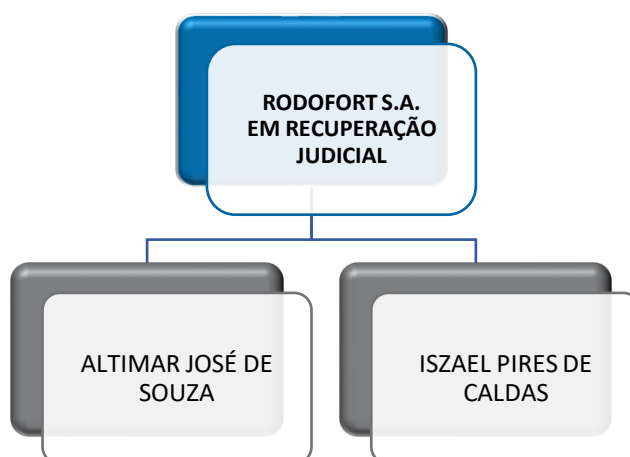 RODOFORT S.A.
EM RECUPERAÇÃO
JUDICIAL
ALTIMAR JOSÉ DE
SOUZA
ISZAEL PIRES DE
CALDAS